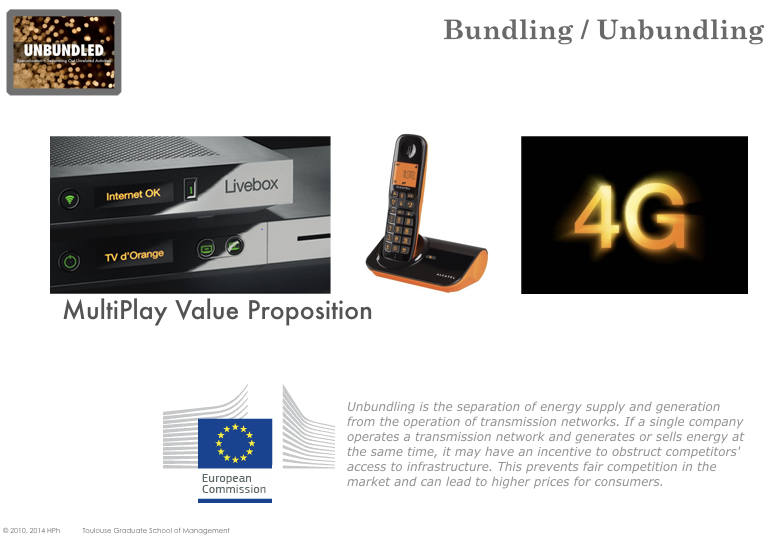 Bundling / Unbundling
UNBUNDLED
Internet OK
Livebox
TV d'Orange
ALCATEL
4G
MultiPlay Value Proposition
Unbundling is the separation of energy supply and generation
from the operation of transmission networks. If a single company
operates a transmission network and generates or sells energy at
the same time, it may have an incentive to obstruct competitors'
access to infrastructure. This prevents fair competition in the
market and can lead to higher prices for consumers.
European
Commission
© 2010, 2014 HPh Toulouse Graduate School of Management